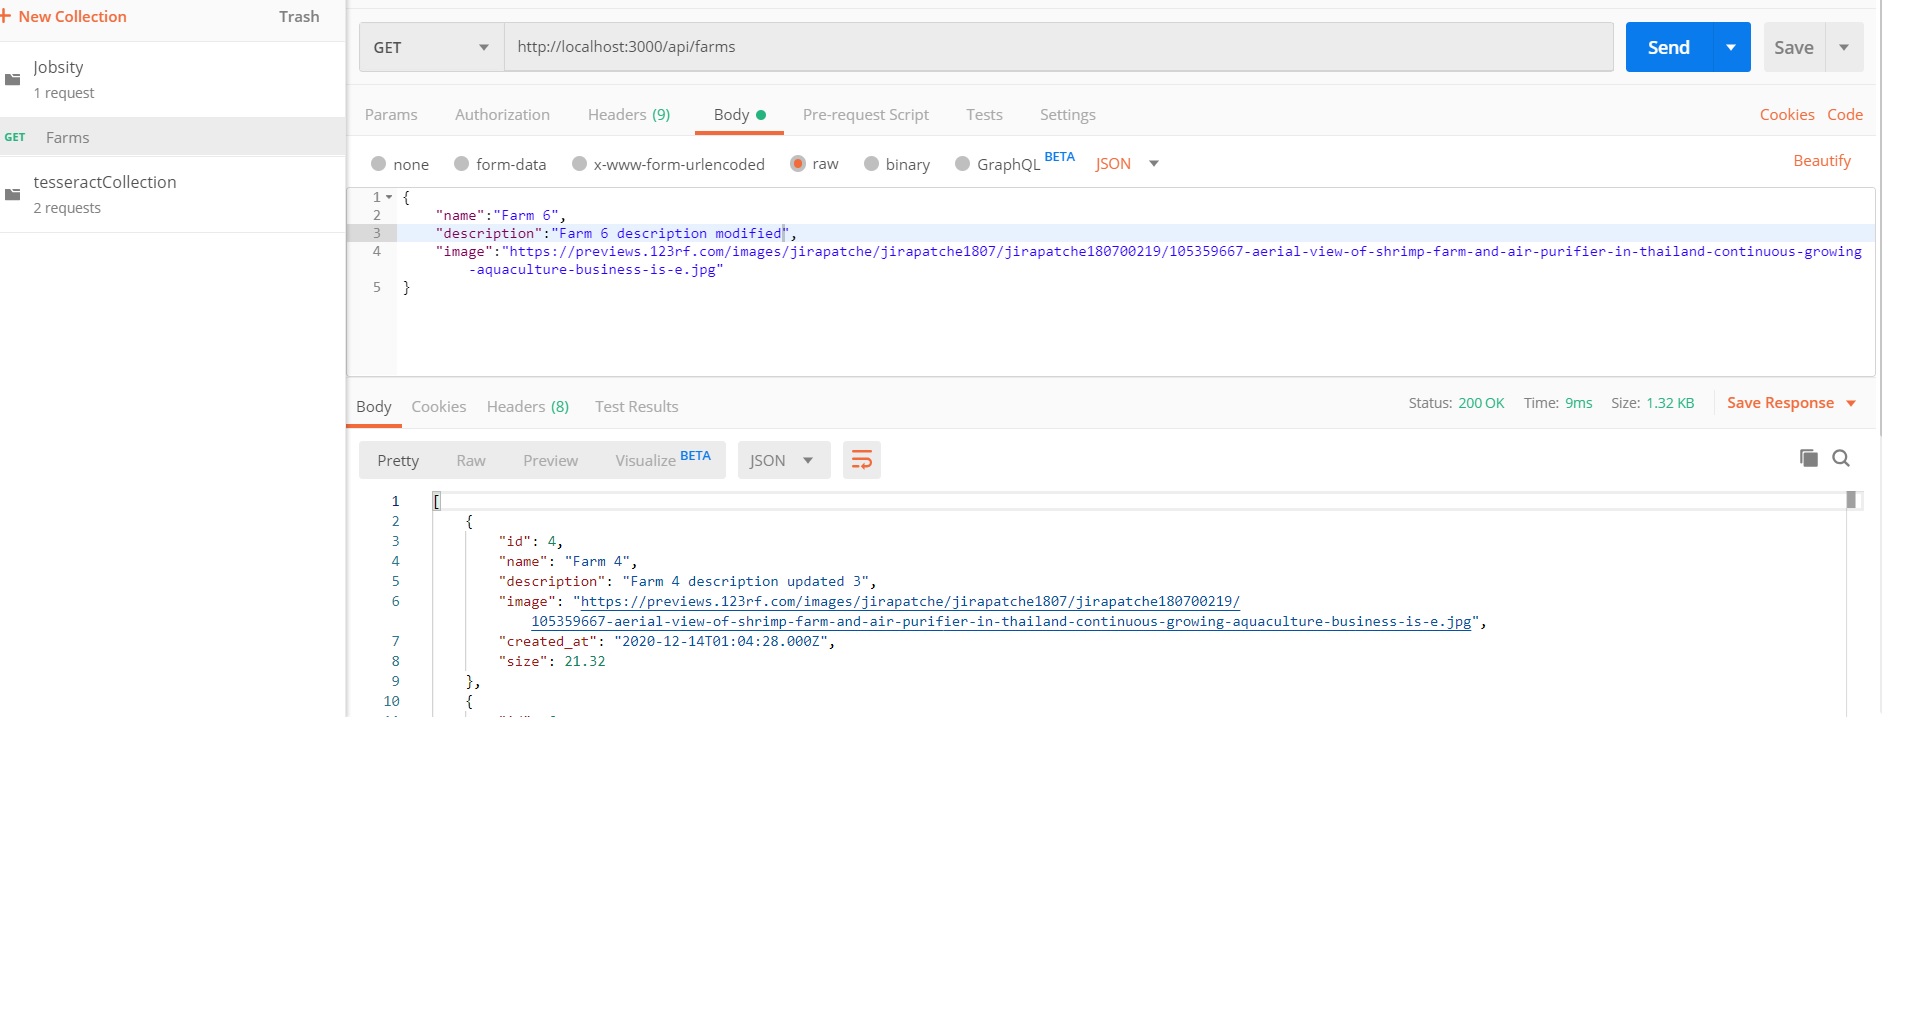 + New Collection
Trash
Jobsity
1 request
GET Farms
tesseractCollection
2 requests
GET
http://localhost:3000/api/farms
Send
Save
Params Authorization Headers (9) Body Pre-request Script Tests Settings
Cookies Code
none form-data x-www-form-urlencoded raw binary GraphQL BETA JSON
Beautify
1 {
2 "name":"Farm 6",
3 "description":"Farm 6 description modified",
4 "image":"https://previews.123rf.com/images/jirapatche/jirapatche1807/jirapatche180700219/105359667-aerial-view-of-shrimp-farm-and-air-purifier-in-thailand-continuous-growing
-aquaculture-business-is-e.jpg"
5 }
Body Cookies Headers (8) Test Results
Status: 200 OK Time: 9ms Size: 1.32 KB Save Response
Pretty Raw Preview Visualize BETA JSON
1 [
2 {
3 "id": 4,
4 "name": "Farm 4",
5 "description": "Farm 4 description updated 3",
6 "image": "https://previews.123rf.com/images/jirapatche/jirapatche1807/jirapatche180700219/
105359667-aerial-view-of-shrimp-farm-and-air-purifier-in-thailand-continuous-growing-aquaculture-business-is-e.jpg",
7 "created_at": "2020-12-14T01:04:28.000Z",
8 "size": 21.32
9 },
10 {